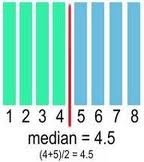 1 2 3 4 5 6 7 8
median = 4.5
(4+5)/2 = 4.5